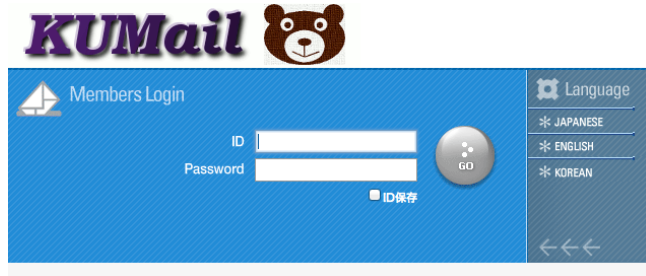 KUMail
Members Login
ID
Password
GO
ID保存
Language
JAPANESE
ENGLISH
KOREAN